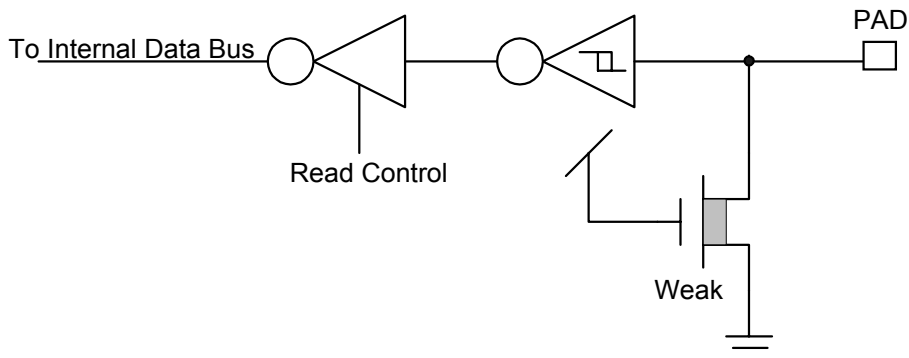 PAD
To Internal Data Bus
Read Control
Weak